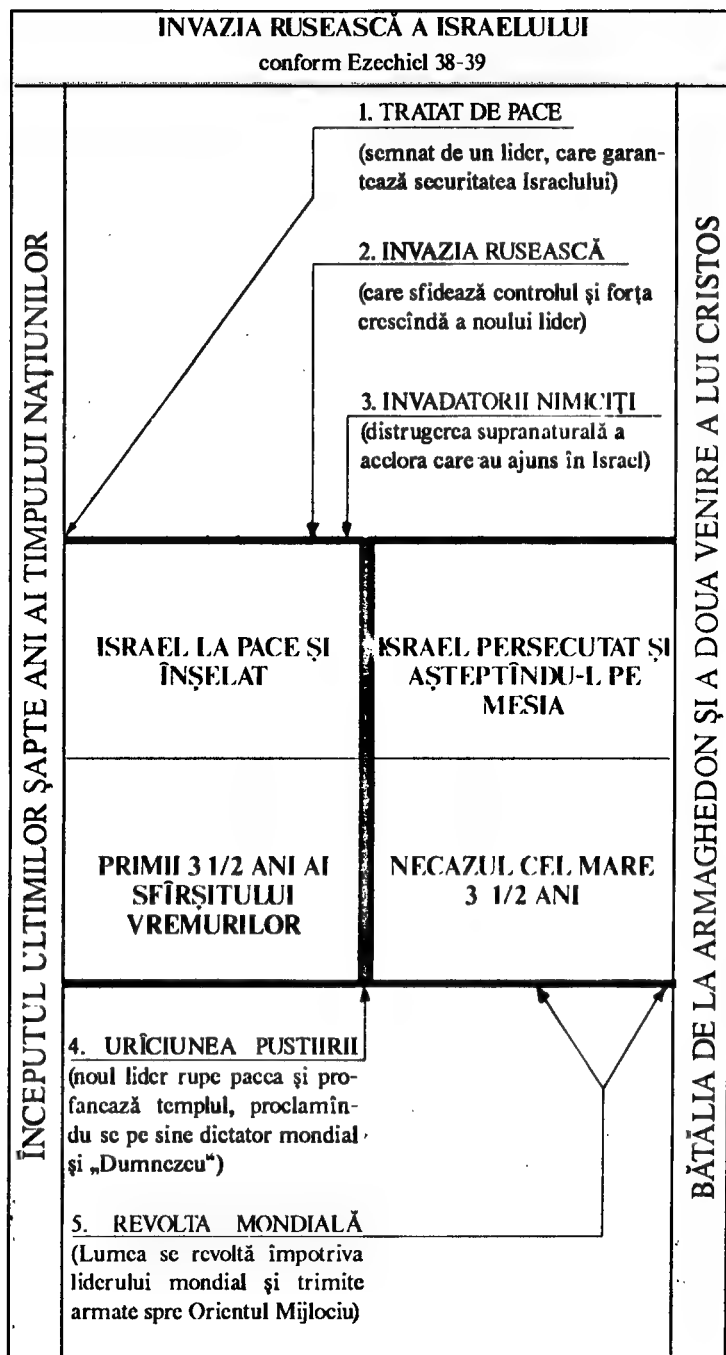 INVAZIA RUSEASCĂ A ISRAELULUI
conform Ezechiel 38-39
ÎNCEPUTUL ULTIMILOR ŞAPTE ANI AI TIMPULUI NAŢIUNILOR
1. TRATAT DE PACE
(semnat de un lider, care garan-
tează securitatea Israelului)
2. INVAZIA RUSEASCĂ
(care sfidează controlul şi forţa
crescîndă a noului lider)
3. INVADATORII NIMICIŢI
(distrugerea supranaturală a
acelora care au ajuns în Israel)
ISRAEL LA PACE ŞI
ÎNŞELAT
ISRAEL PERSECUTAT ŞI
AŞTEPTÎNDU-L PE
MESIA
PRIMII 3 1/2 ANI AI
SFÎRŞITULUI
VREMURILOR
NECAZUL CEL MARE
3 1/2 ANI
4. URÎCIUNEA PUSTIIRII
(noul lider rupe pacea şi pro-
fanează templul, proclamîn-
du se pe sine dictator mondial
şi „Dumnezeu“)
5. REVOLTA MONDIALĂ
(Lumea se revoltă împotriva
liderului mondial şi trimite
armate spre Orientul Mijlociu)
BĂTĂLIA DE LA ARMAGHEDON ŞI A DOUA VENIRE A LUI CRISTOS